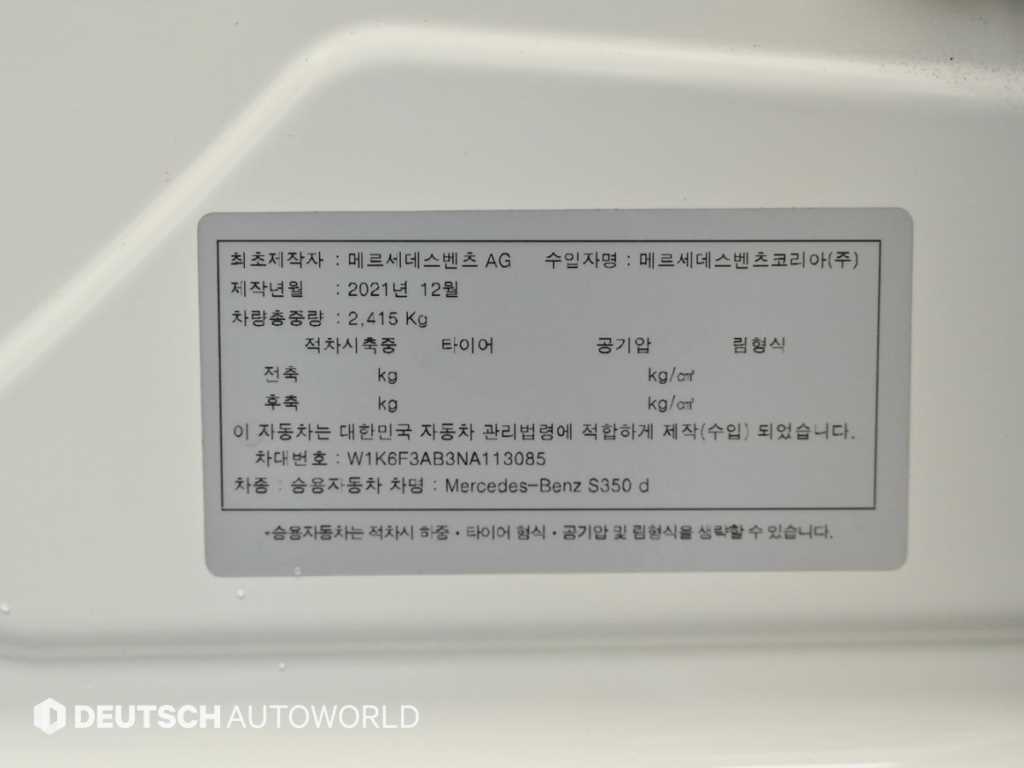 최초제작자 : 메르세데스벤츠 AG 수입자명 : 메르세데스벤츠코리아(주)
제작년월 : 2021년 12월
차량총중량 : 2,415 Kg
적차시축중 타이어 공기압 림형식
전축 kg kg/㎠
후축 kg kg/㎠
이 자동차는 대한민국 자동차 관리법령에 적합하게 제작(수입) 되었습니다.
차대번호 : W1K6F3AB3NA113085
차종 : 승용자동차 차명 : Mercedes-Benz S350 d
*승용자동차는 적차시 하중·타이어 형식·공기압 및 림형식을 생략할 수 있습니다.
DEUTSCH AUTOWORLD